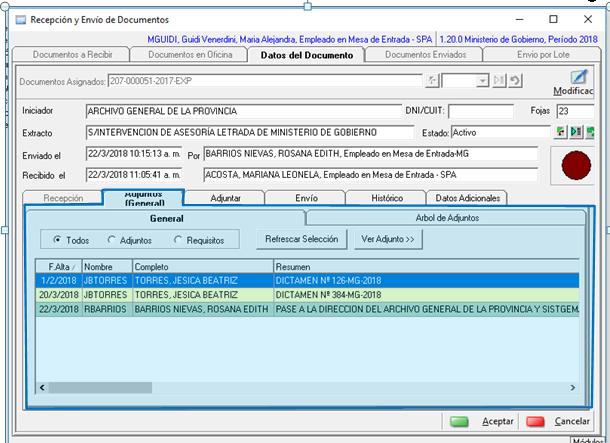 Recepción y Envío de Documentos
MGUIDI, Guidi Venerdini, Maria Alejandra, Empleado en Mesa de Entrada - SPA 1.20.0 Ministerio de Gobierno, Período 2018
Documentos a Recibir Documentos en Oficina Datos del Documento Documentos Enviados Envio por Lote
Documentos Asignados: 207-000051-2017-EXP
Modificac
Iniciador ARCHIVO GENERAL DE LA PROVINCIA DNI/CUIT: Fojas 23
Extracto S/INTERVENCION DE ASESORÍA LETRADA DE MINISTERIO DE GOBIERNO Estado: Activo
Enviado el 22/3/2018 10:15:13 a. m. Por BARRIOS NIEVAS, ROSANA EDITH, Empleado en Mesa de Entrada-MG
Recibido el 22/3/2018 11:05:41 a. m. ACOSTA, MARIANA LEONELA, Empleado en Mesa de Entrada - SPA
Recepción Adjuntos (General) Adjuntar Envío Histórico Datos Adicionales
General Arbol de Adjuntos
Todos Adjuntos Requisitos Refrescar Selección Ver Adjunto >>
F.Alta / Nombre Completo Resumen
1/2/2018 JBTORRES TORRES, JESICA BEATRIZ DICTAMEN Nº 126-MG-2018
20/3/2018 JBTORRES TORRES, JESICA BEATRIZ DICTAMEN Nº 384-MG-2018
22/3/2018 RBARRIOS BARRIOS NIEVAS, ROSANA EDITH PASE A LA DIRECCION DEL ARCHIVO GENERAL DE LA PROVINCIA Y SISTGEMA
Aceptar Cancelar
Módulos